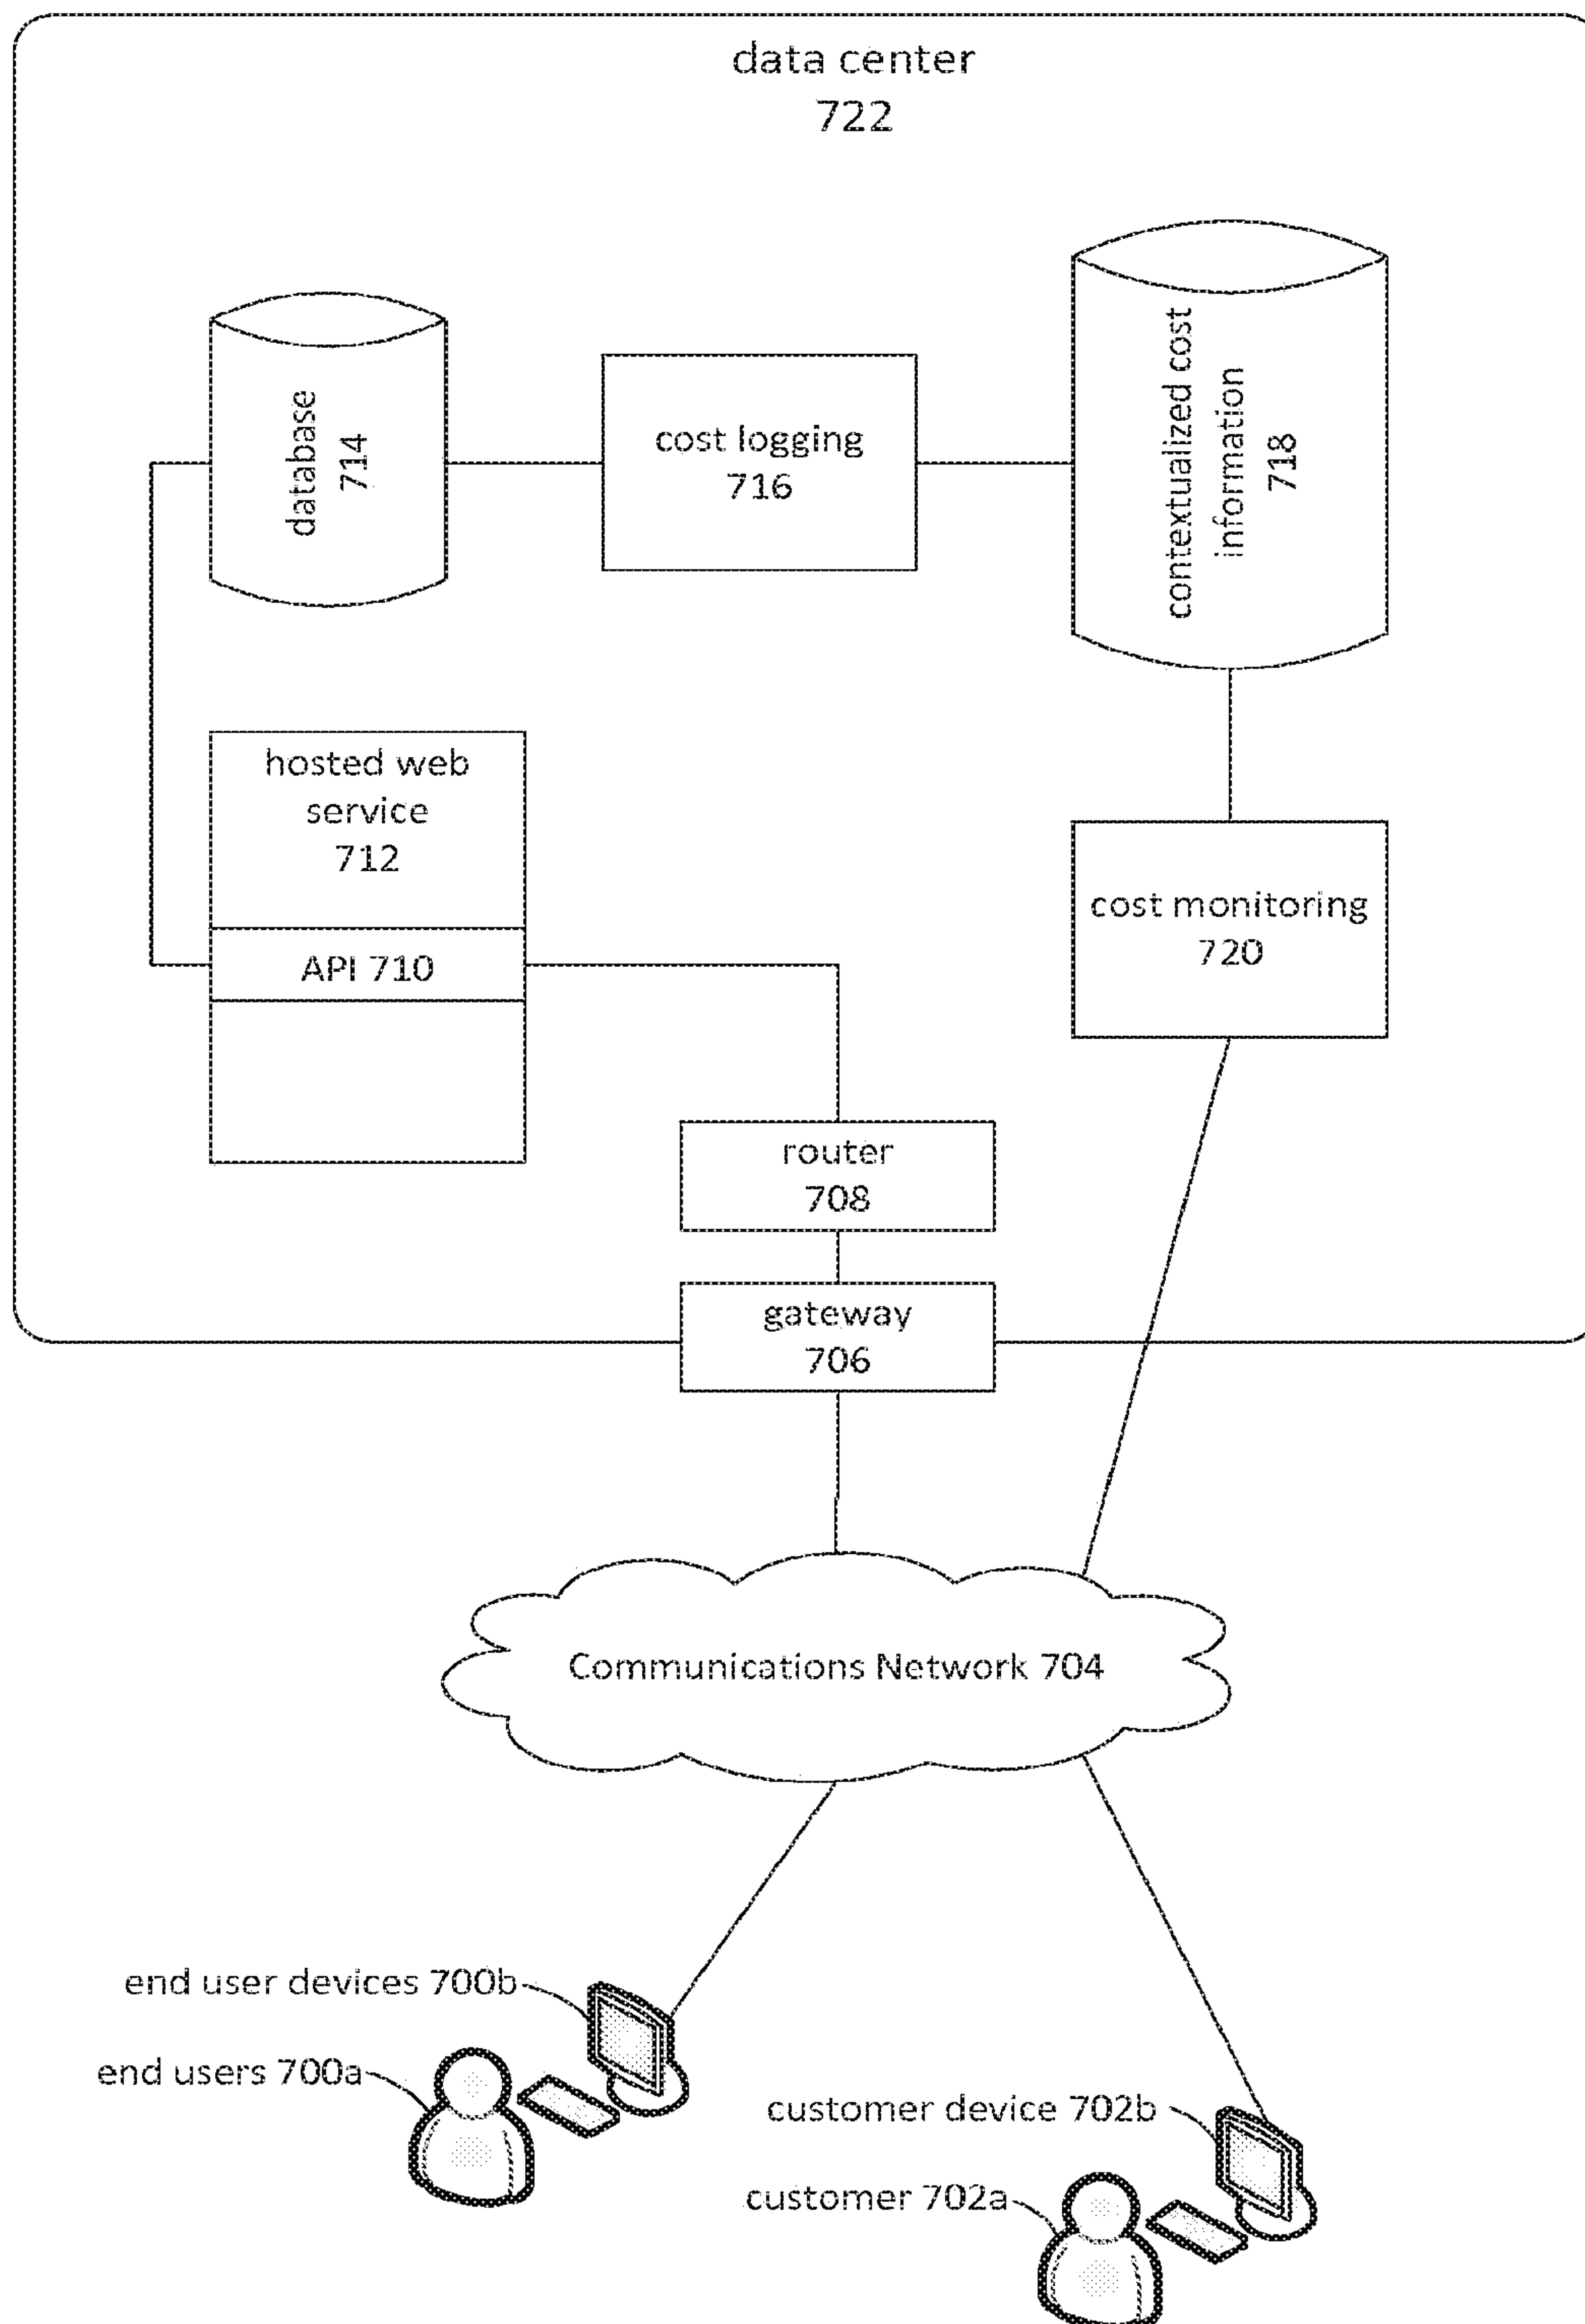 data center
722
database
714
cost logging
716
contextualized cost
information
718
hosted web
service
712
API 710
cost monitoring
720
router
708
gateway
706
Communications Network 704
end user devices 700b
end users 700a
customer device 702b
customer 702a